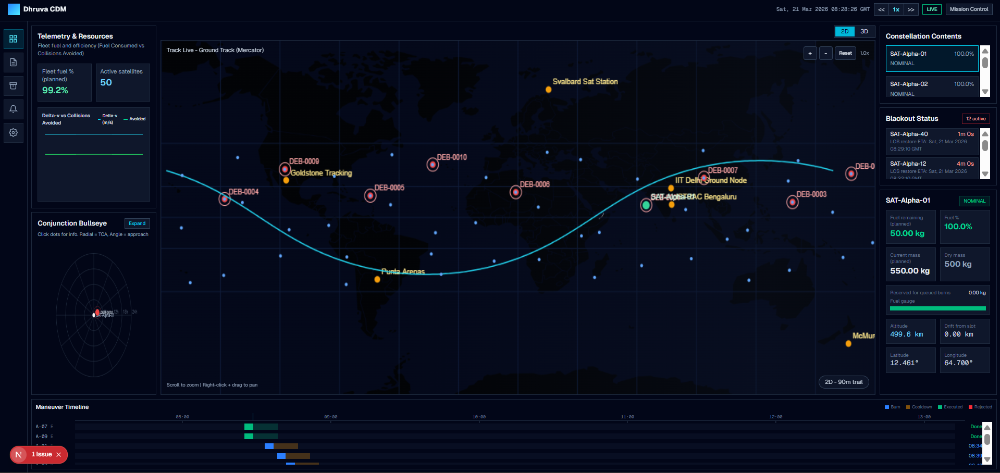 Dhruva CDM
Sat, 21 Mar 2026 08:28:26 GMT
<<
1x
>>
LIVE
Mission Control
Telemetry & Resources
Fleet fuel and efficiency (Fuel Consumed vs
Collisions Avoided)
Fleet fuel %
(planned)
99.2%
Active satellites
50
Delta-v vs Collisions
Avoided
Delta-v
(m/s)
Avoided
Conjunction Bullseye
Expand
Click dots for info. Radial = TCA, Angle = approach
12h
18h
24h
2D
3D
Track Live - Ground Track (Mercator)
+
-
Reset
1.0x
Svalbard Sat Station
DEB-0009
Goldstone Tracking
DEB-0010
DEB-0004
DEB-0005
DEB-0006
DEB-0007
IIT Delhi Ground Node
Bengaluru
DEB-0003
Punta Arenas
Scroll to zoom | Right-click + drag to pan
2D - 90m trail
Constellation Contents
SAT-Alpha-01
100.0%
NOMINAL
SAT-Alpha-02
100.0%
NOMINAL
Blackout Status
12 active
SAT-Alpha-40
1m 0s
LOS restore ETA: Sat, 21 Mar 2026
08:29:10 GMT
SAT-Alpha-12
4m 0s
LOS restore ETA: Sat, 21 Mar 2026
08:32:10 GMT
SAT-Alpha-01
NOMINAL
Fuel remaining
(planned)
50.00 kg
Fuel %
100.0%
Current mass
(planned)
550.00 kg
Dry mass
500 kg
Reserved for queued burns
0.00 kg
Fuel gauge
Altitude
499.6 km
Drift from slot
0.00 km
Latitude
12.461°
Longitude
64.700°
Maneuver Timeline
Burn
Cooldown
Executed
Rejected
08:00
09:00
10:00
11:00
12:00
13:00
A-07 E
Done
A-09 E
Done
08:34
08:39
N
1 Issue